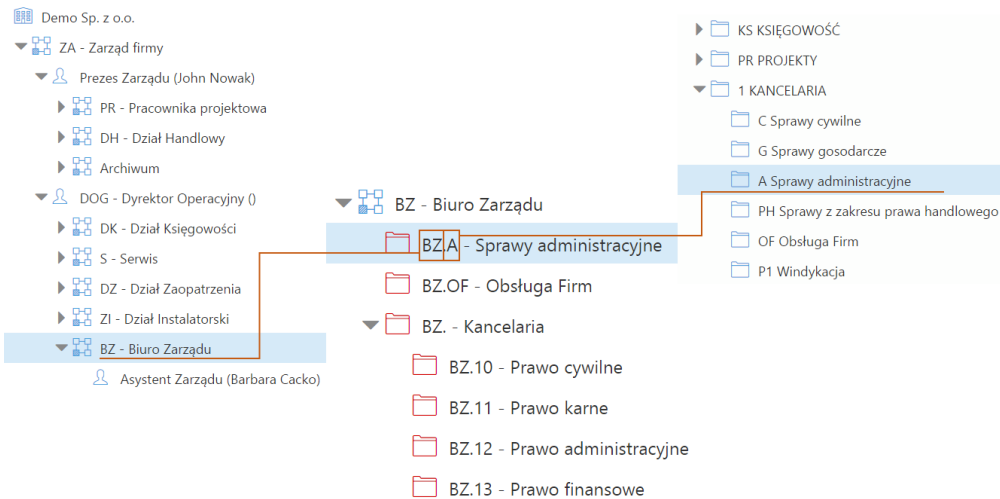 Demo Sp. z o.o.
ZA - Zarząd firmy
Prezes Zarządu (John Nowak)
PR - Pracownika projektowa
DH - Dział Handlowy
Archiwum
DOG - Dyrektor Operacyjny ()
DK - Dział Księgowości
S - Serwis
DZ - Dział Zaopatrzenia
ZI - Dział Instalatorski
BZ - Biuro Zarządu
Asystent Zarządu (Barbara Cacko)
BZ - Biuro Zarządu
BZ.A - Sprawy administracyjne
BZ.OF - Obsługa Firm
BZ. - Kancelaria
BZ.10 - Prawo cywilne
BZ.11 - Prawo karne
BZ.12 - Prawo administracyjne
BZ.13 - Prawo finansowe
KS KSIĘGOWOŚĆ
PR PROJEKTY
1 KANCELARIA
C Sprawy cywilne
G Sprawy gosodarcze
A Sprawy administracyjne
PH Sprawy z zakresu prawa handlowego
OF Obsługa Firm
P1 Windykacja